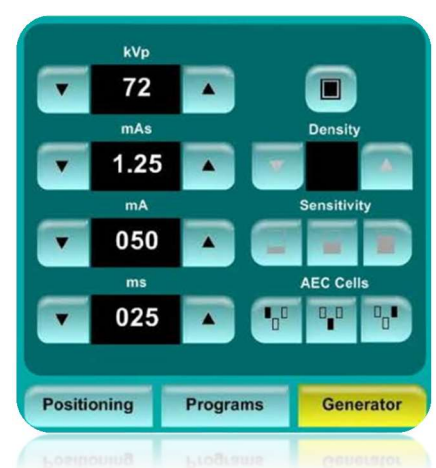 kVp
72
mAs
Density
1.25
mA
Sensitivity
050
ms
AEC Cells
025
Positioning
Programs
Generator